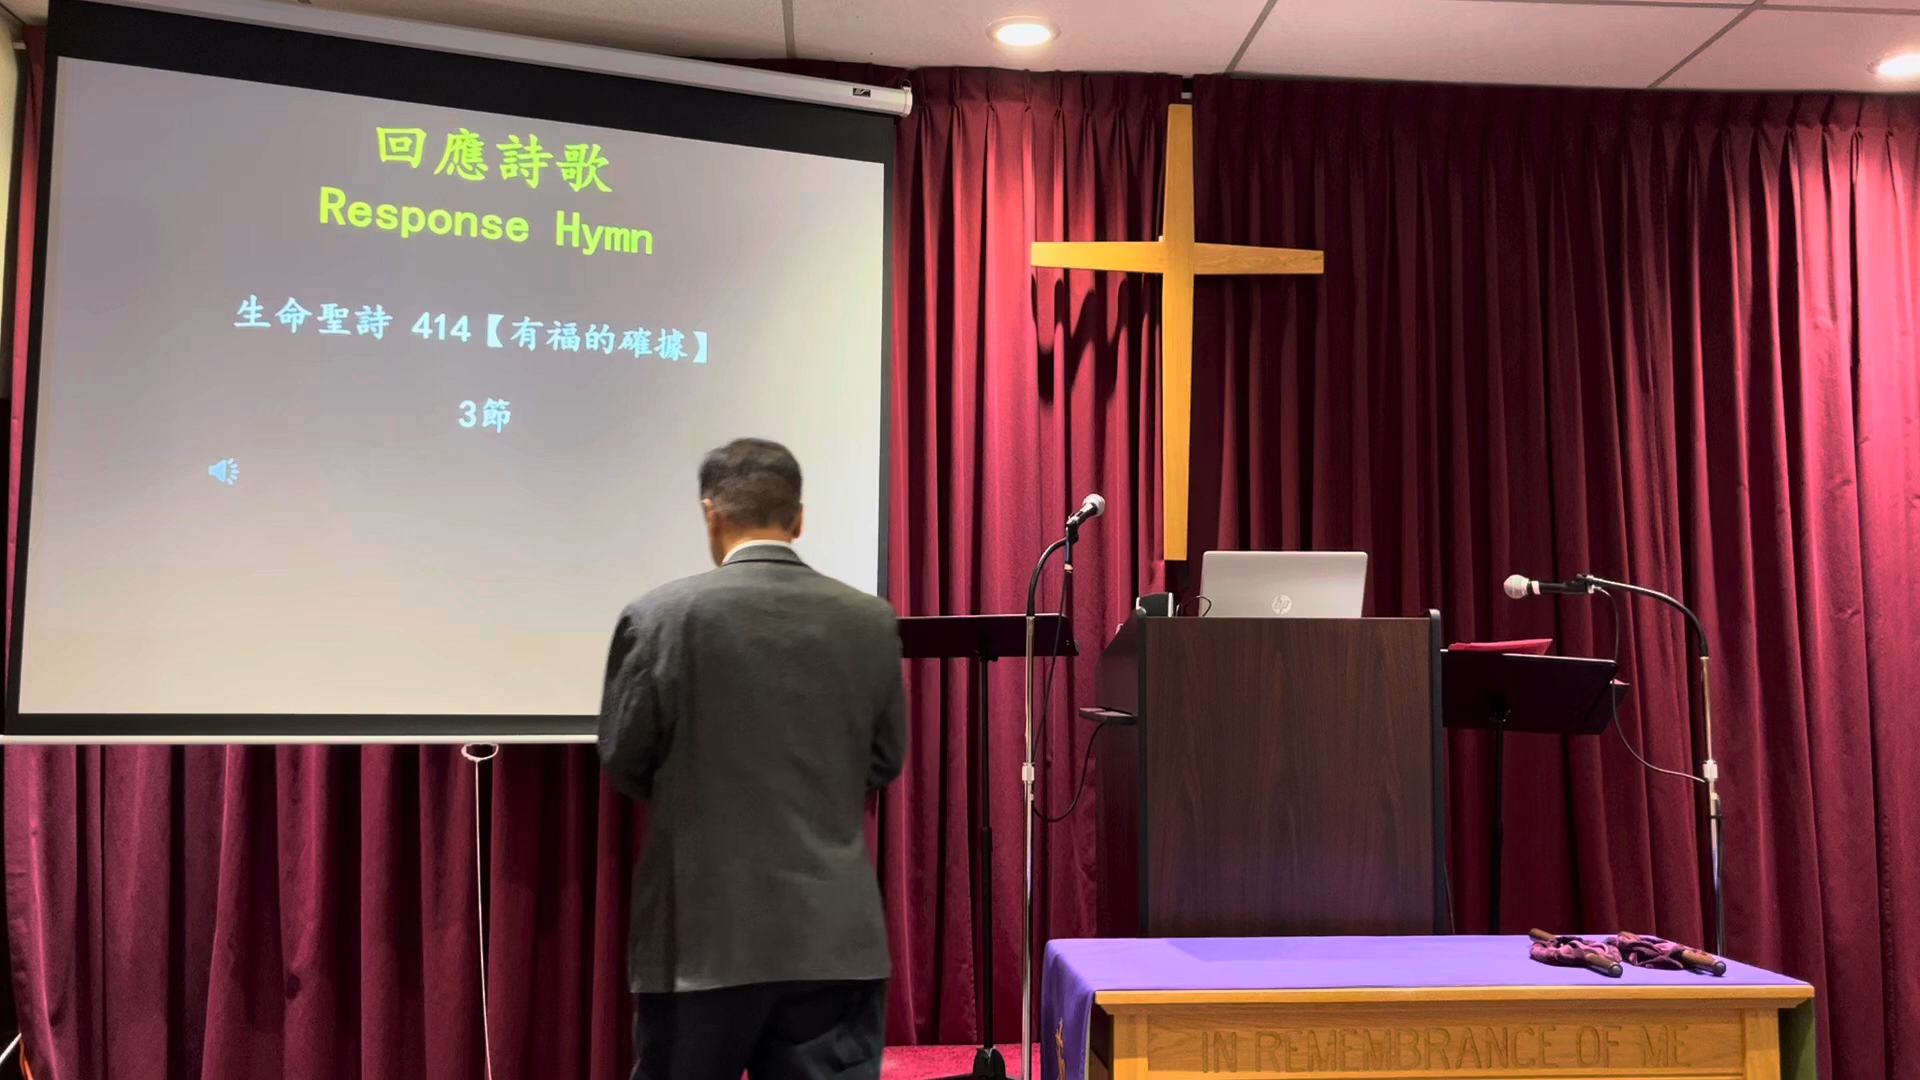 回應詩歌
Response Hymn
生命聖詩 414【有福的確據】
3節
hp
IN REMEMBRANCE OF ME